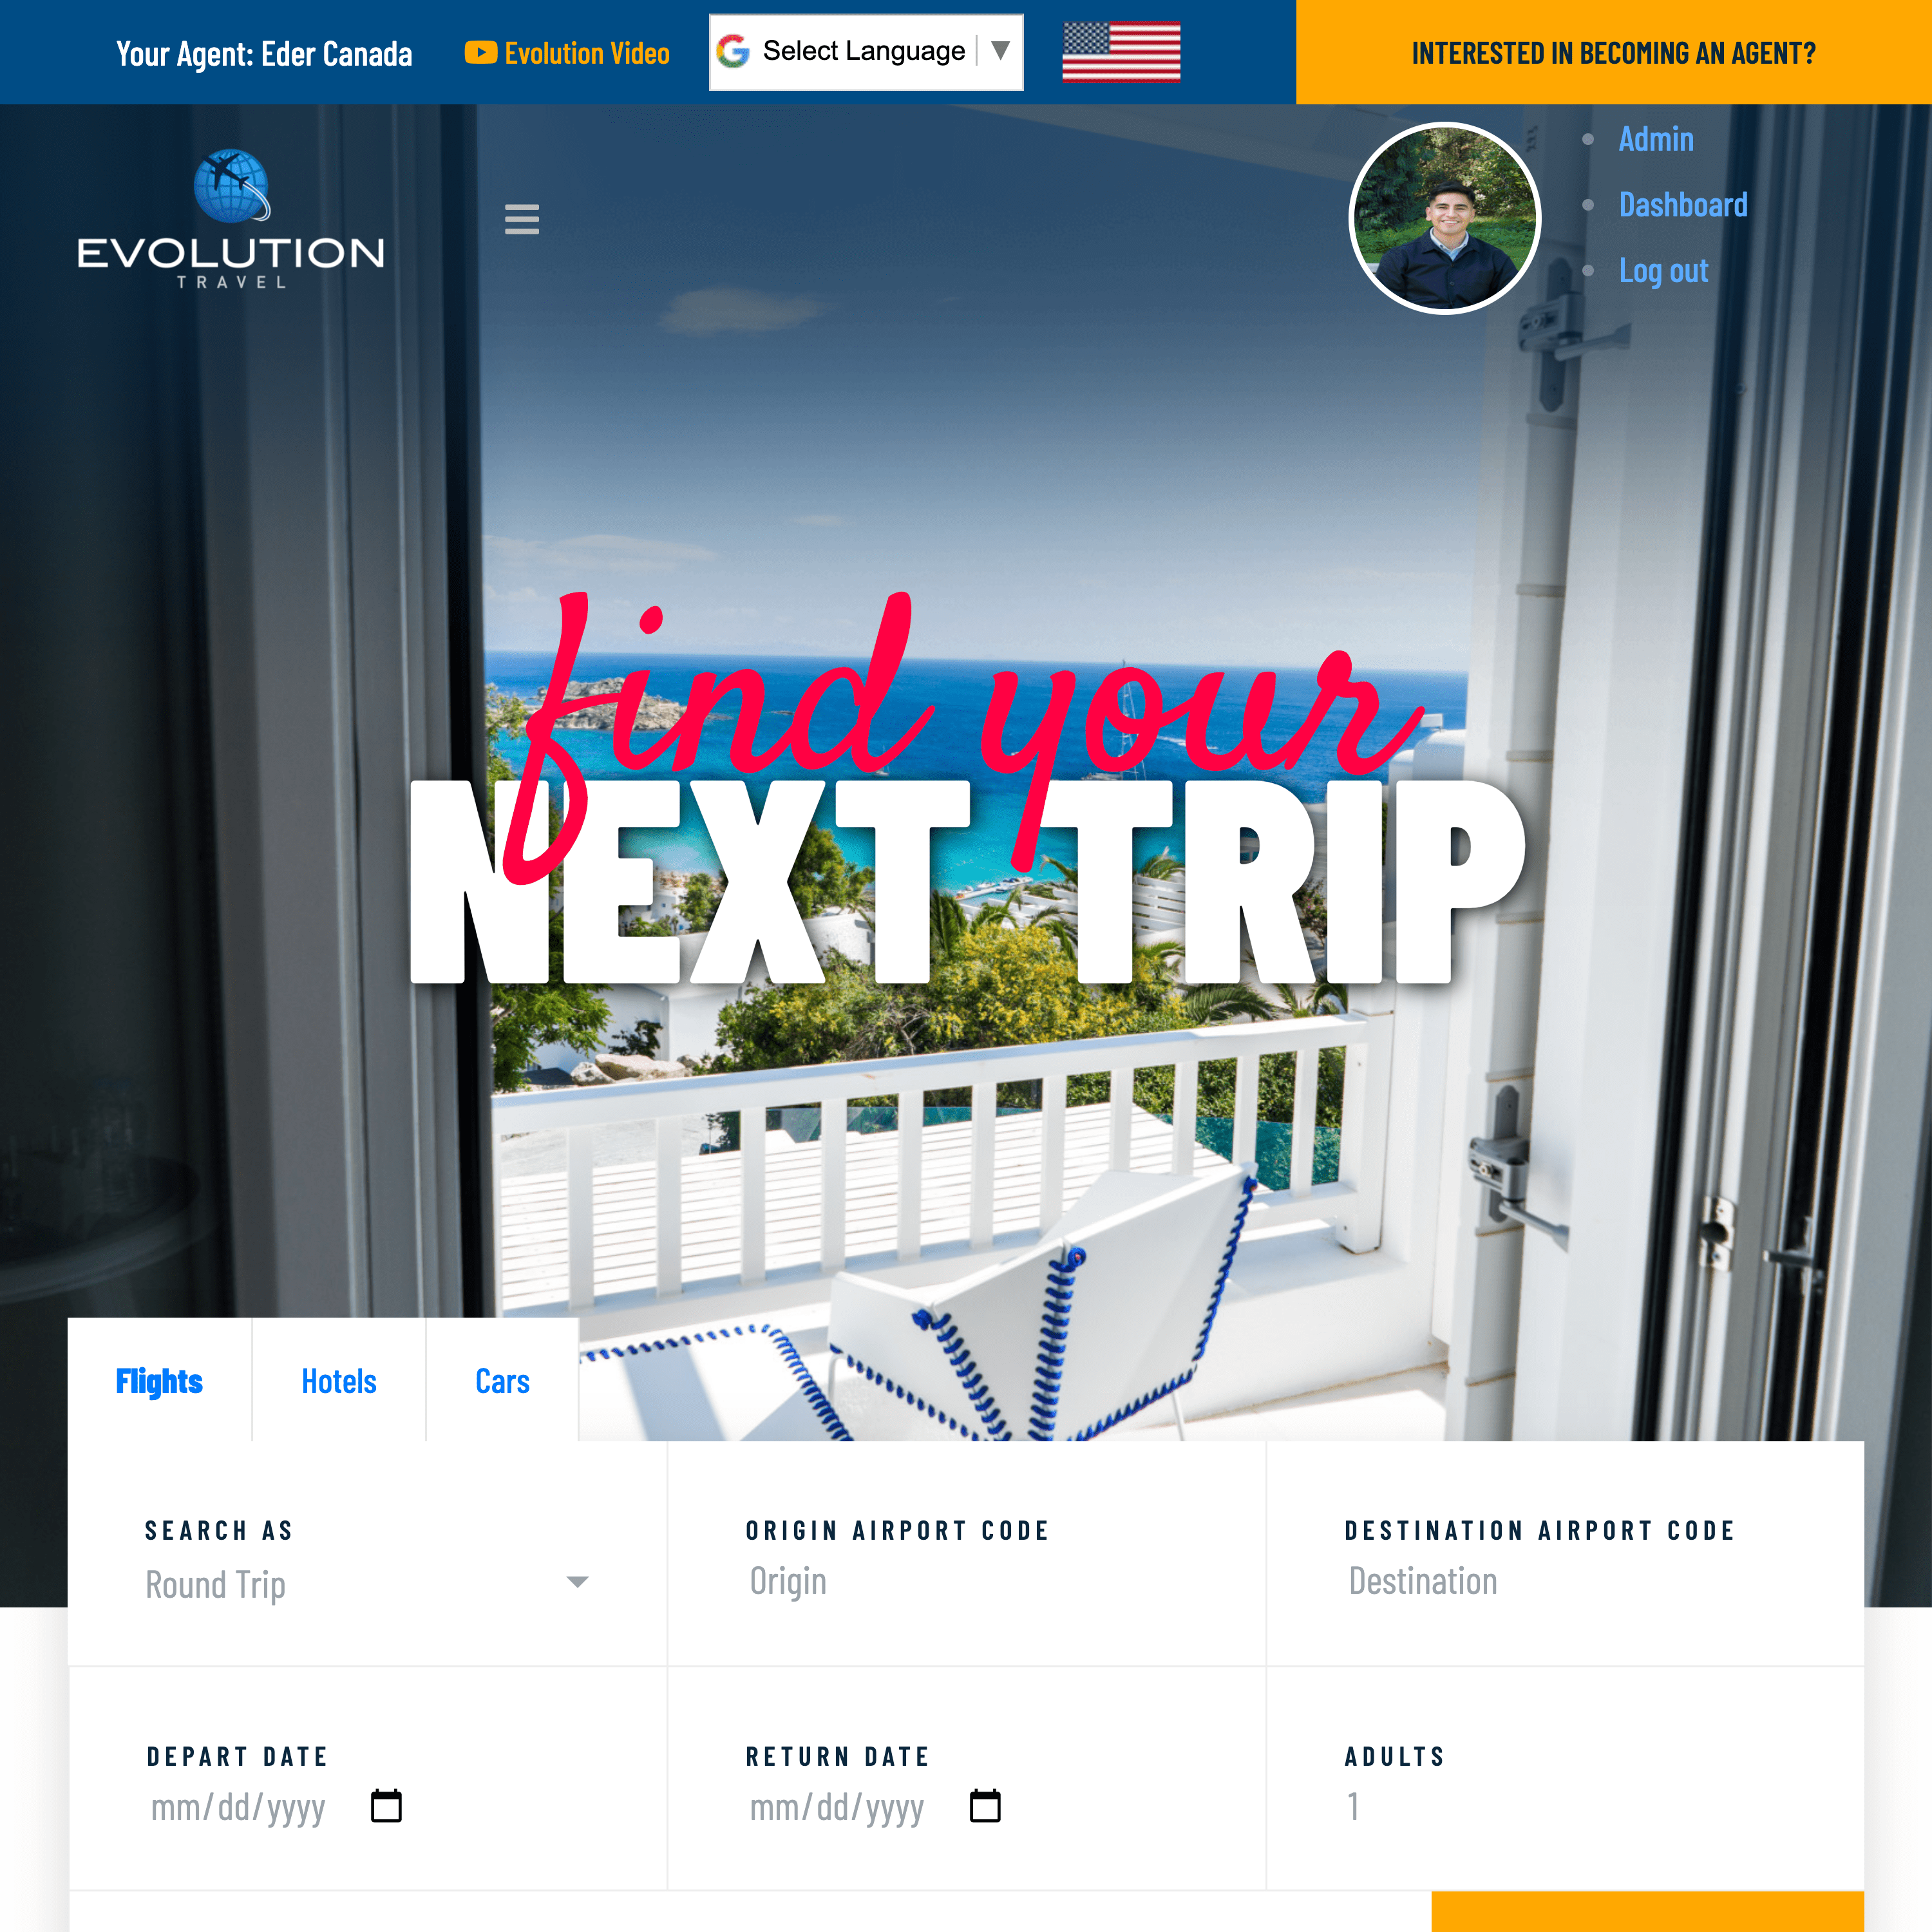 Your Agent: Eder Canada
Evolution Video
Select Language
INTERESTED IN BECOMING AN AGENT?
EVOLUTION
TRAVEL
Admin
Dashboard
Log out
find your
NEXT TRIP
Flights
Hotels
Cars
SEARCH AS
Round Trip
ORIGIN AIRPORT CODE
Origin
DESTINATION AIRPORT CODE
Destination
DEPART DATE
mm/dd/yyyy
RETURN DATE
mm/dd/yyyy
ADULTS
1